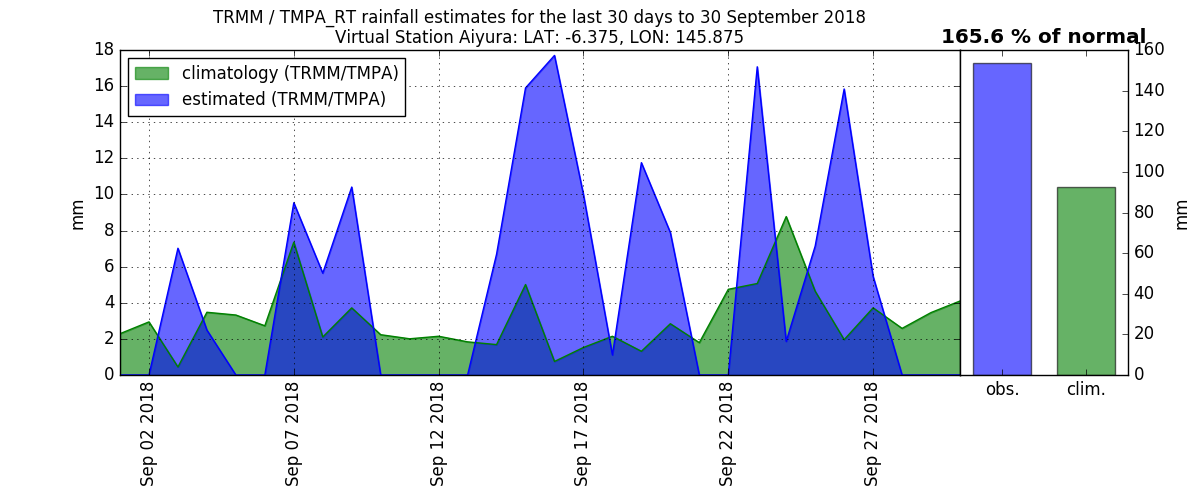 TRMM / TMPA_RT rainfall estimates for the last 30 days to 30 September 2018
Virtual Station Aiyura: LAT: -6.375, LON: 145.875
165.6 % of normal
climatology (TRMM/TMPA)
estimated (TRMM/TMPA)
18
16
14
12
10
8
6
4
2
0
mm
Sep 02 2018
Sep 07 2018
Sep 12 2018
Sep 17 2018
Sep 22 2018
Sep 27 2018
160
140
120
100
80
60
40
20
0
mm
obs.
clim.